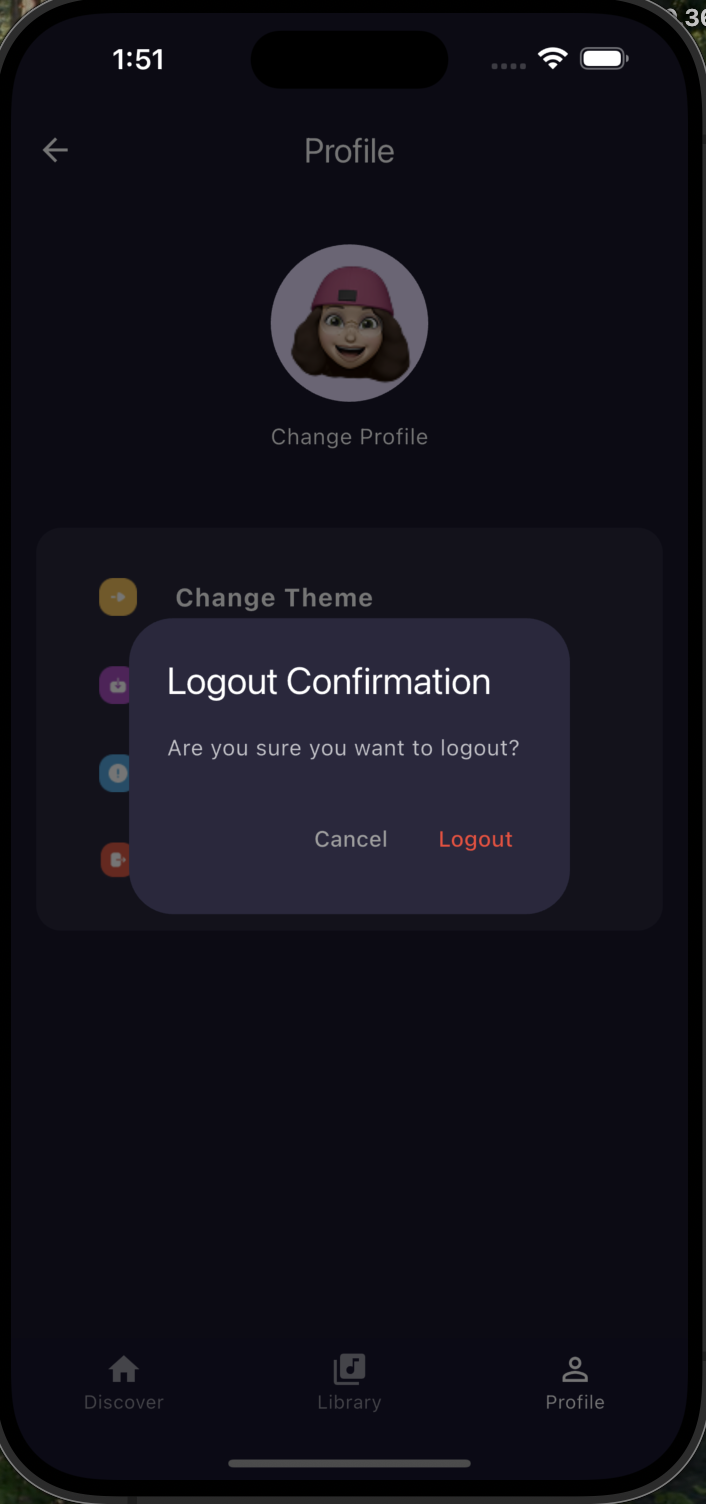 1:51
Profile
Change Profile
Change Theme
Logout Confirmation
Are you sure you want to logout?
Cancel
Logout
Discover
Library
Profile